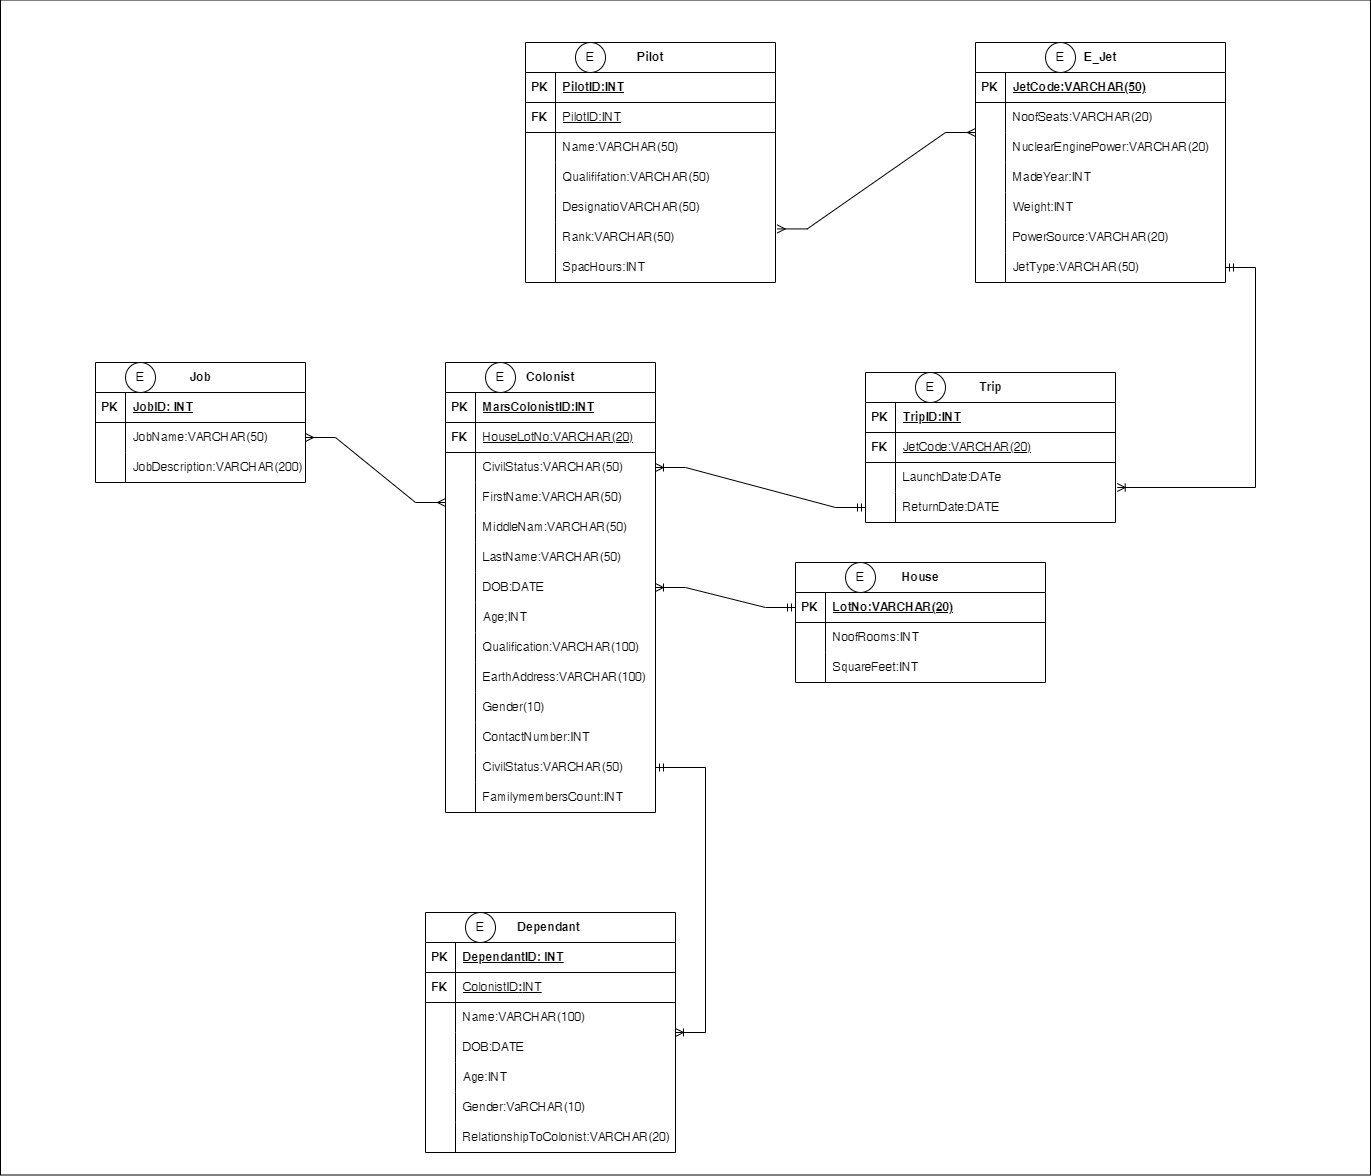 E Pilot
PK PilotID:INT
FK PilotID:INT
Name:VARCHAR(50)
Qualififation:VARCHAR(50)
DesignatioVARCHAR(50)
Rank:VARCHAR(50)
SpacHours:INT
E E_Jet
PK JetCode:VARCHAR(50)
NoofSeats:VARCHAR(20)
NuclearEnginePower:VARCHAR(20)
MadeYear:INT
Weight:INT
PowerSource:VARCHAR(20)
JetType:VARCHAR(50)
E Job
PK JobID: INT
JobName:VARCHAR(50)
JobDescription:VARCHAR(200)
E Colonist
PK MarsColonistID:INT
FK HouseLotNo:VARCHAR(20)
CivilStatus:VARCHAR(50)
FirstName:VARCHAR(50)
MiddleNam:VARCHAR(50)
LastName:VARCHAR(50)
DOB:DATE
Age;INT
Qualification:VARCHAR(100)
EarthAddress:VARCHAR(100)
Gender(10)
ContactNumber:INT
CivilStatus:VARCHAR(50)
FamilymembersCount:INT
E Trip
PK TripID:INT
FK JetCode:VARCHAR(20)
LaunchDate:DATe
ReturnDate:DATE
E House
PK LotNo:VARCHAR(20)
NoofRooms:INT
SquareFeet:INT
E Dependant
PK DependantID: INT
FK ColonistID:INT
Name:VARCHAR(100)
DOB:DATE
Age:INT
Gender:VaRCHAR(10)
RelationshipToColonist:VARCHAR(20)